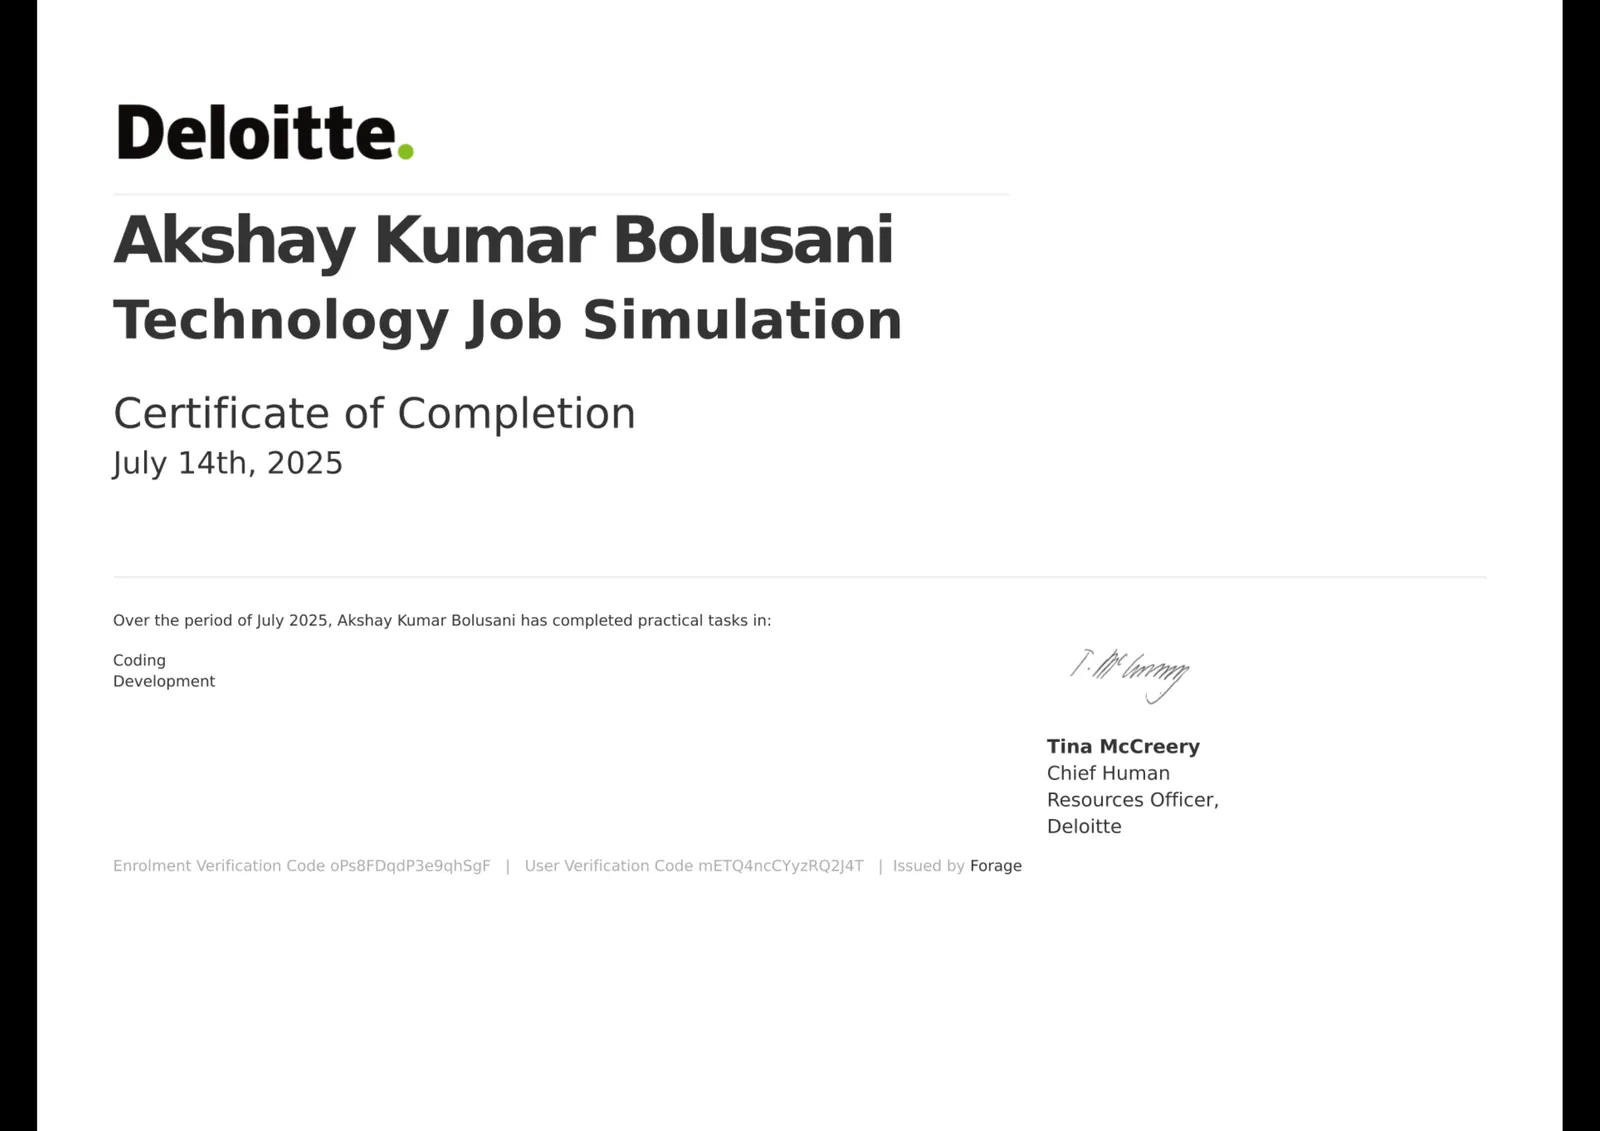 Deloitte.
Akshay Kumar Bolusani
Technology Job Simulation
Certificate of Completion
July 14th, 2025
Over the period of July 2025, Akshay Kumar Bolusani has completed practical tasks in:
Coding
Development
T. McCreery
Tina McCreery
Chief Human
Resources Officer,
Deloitte
Enrolment Verification Code oPs8FDqdP3e9qhSgF | User Verification Code mETQ4ncCYyzRQ2J4T | Issued by Forage